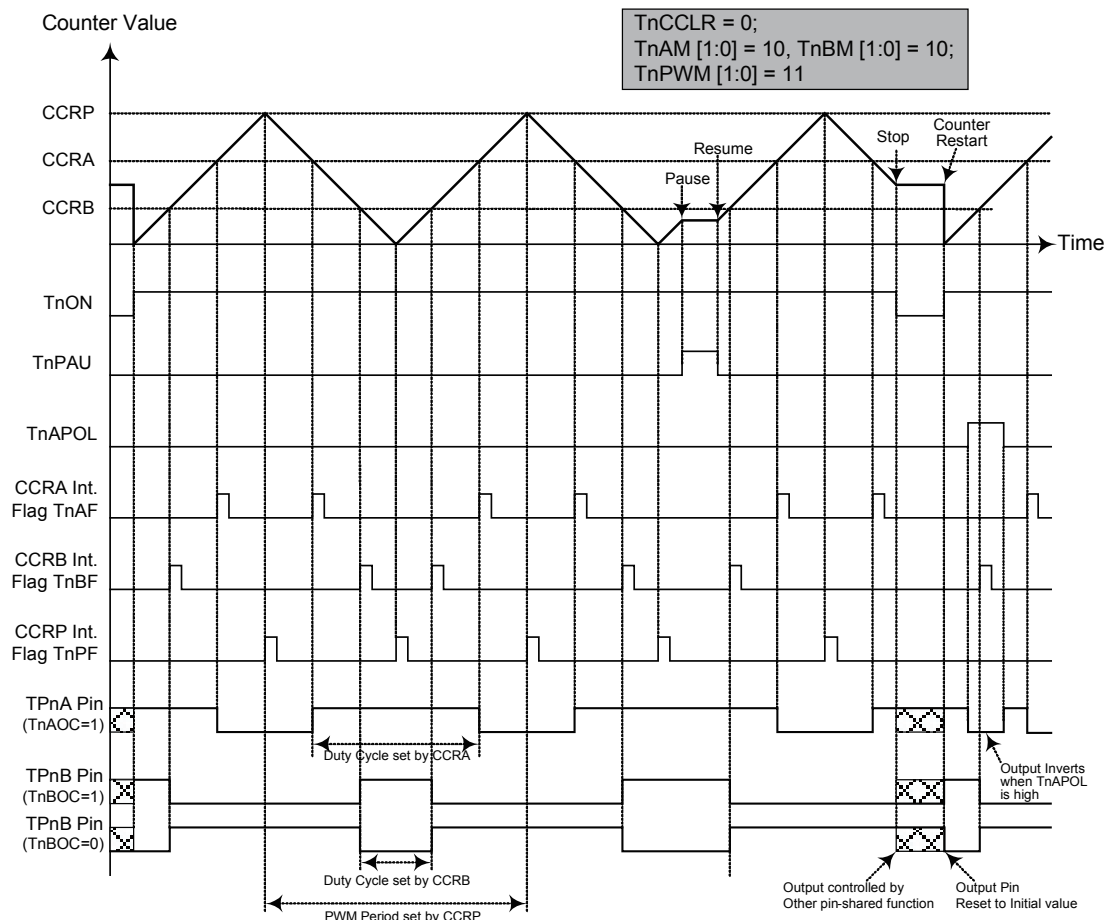 Counter Value
TnCCLR = 0;
TnAM [1:0] = 10, TnBM [1:0] = 10;
TnPWM [1:0] = 11
CCRP
CCRA
CCRB
Pause
Resume
Stop
Counter
Restart
Time
TnON
TnPAU
TnAPOL
CCRA Int.
Flag TnAF
CCRB Int.
Flag TnBF
CCRP Int.
Flag TnPF
TPnA Pin
(TnAOC=1)
Duty Cycle set by CCRA
Output Inverts
when TnAPOL
is high
TPnB Pin
(TnBOC=1)
TPnB Pin
(TnBOC=0)
Duty Cycle set by CCRB
PWM Period set by CCRP
Output controlled by
Other pin-shared function
Output Pin
Reset to Initial value